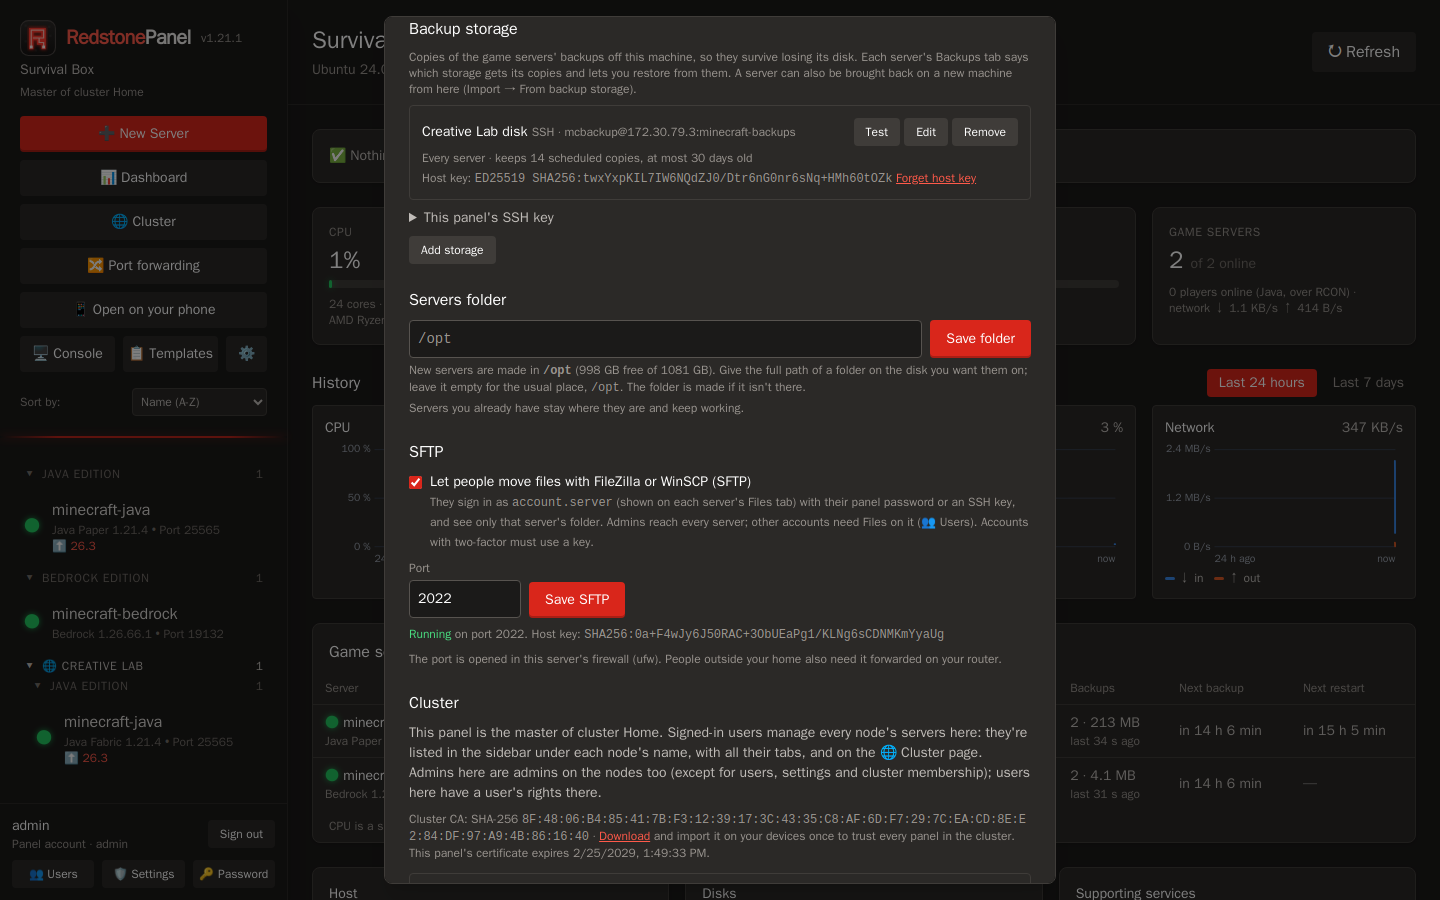 RedstonePanel v1.21.1
Survival Box
Master of cluster Home
➕ New Server
📊 Dashboard
🌐 Cluster
🔀 Port forwarding
📱 Open on your phone
🖥️ Console
📋 Templates
⚙️
Sort by:
Name (A-Z)
▼ JAVA EDITION 1
minecraft-java
Java Paper 1.21.4 • Port 25565
⬆️ 26.3
▼ BEDROCK EDITION 1
minecraft-bedrock
Bedrock 1.26.66.1 • Port 19132
▼ 🌐 CREATIVE LAB 1
▼ JAVA EDITION 1
minecraft-java
Java Fabric 1.21.4 • Port 25565
⬆️ 26.3
admin
Panel account · admin
Sign out
👥 Users
🛡️ Settings
🔑 Password
Surviva
Ubuntu 24.0
↻ Refresh
✅ Nothin
CPU
1%
24 cores ·
AMD Ryzen
GAME SERVERS
2 of 2 online
0 players online (Java, over RCON) ·
network ↓ 1.1 KB/s ↑ 414 B/s
History
Last 24 hours
Last 7 days
CPU
3 %
100 %
50 %
0 %
24
now
Network
347 KB/s
2.4 MB/s
1.2 MB/s
0 B/s
24 h ago
now
↓ in
↑ out
Game se
Server
Backups
Next backup
Next restart
minecr
Java Paper
2 · 213 MB
last 34 s ago
in 14 h 6 min
in 15 h 5 min
minecr
Bedrock 1.2
2 · 4.1 MB
last 31 s ago
in 14 h 6 min
—
CPU is a s
Host
Disks
Supporting services
Backup storage
Copies of the game servers' backups off this machine, so they survive losing its disk. Each server's Backups tab says
which storage gets its copies and lets you restore from them. A server can also be brought back on a new machine
from here (Import → From backup storage).
Creative Lab disk SSH · mcbackup@172.30.79.3:minecraft-backups
Test
Edit
Remove
Every server · keeps 14 scheduled copies, at most 30 days old
Host key: ED25519 SHA256:twxYxpKIL7IW6NQdZJ0/Dtr6nG0nr6sNq+HMh60tOZk Forget host key
▶ This panel's SSH key
Add storage
Servers folder
/opt
Save folder
New servers are made in /opt (998 GB free of 1081 GB). Give the full path of a folder on the disk you want them on;
leave it empty for the usual place, /opt. The folder is made if it isn't there.
Servers you already have stay where they are and keep working.
SFTP
Let people move files with FileZilla or WinSCP (SFTP)
They sign in as account.server (shown on each server's Files tab) with their panel password or an SSH key,
and see only that server's folder. Admins reach every server; other accounts need Files on it (👥 Users). Accounts
with two-factor must use a key.
Port
2022
Save SFTP
Running on port 2022. Host key: SHA256:0a+F4wJy6J50RAC+3ObUEaPg1/KLNg6sCDNMKmYyaUg
The port is opened in this server's firewall (ufw). People outside your home also need it forwarded on your router.
Cluster
This panel is the master of cluster Home. Signed-in users manage every node's servers here: they're
listed in the sidebar under each node's name, with all their tabs, and on the 🌐 Cluster page.
Admins here are admins on the nodes too (except for users, settings and cluster membership); users
here have a user's rights there.
Cluster CA: SHA-256 8F:48:06:B4:85:41:7B:F3:12:39:17:3C:43:35:C8:AF:6D:F7:29:7C:EA:CD:8E:E
2:84:DF:97:A9:4B:86:16:40 · Download and import it on your devices once to trust every panel in the cluster.
This panel's certificate expires 2/25/2029, 1:49:33 PM.